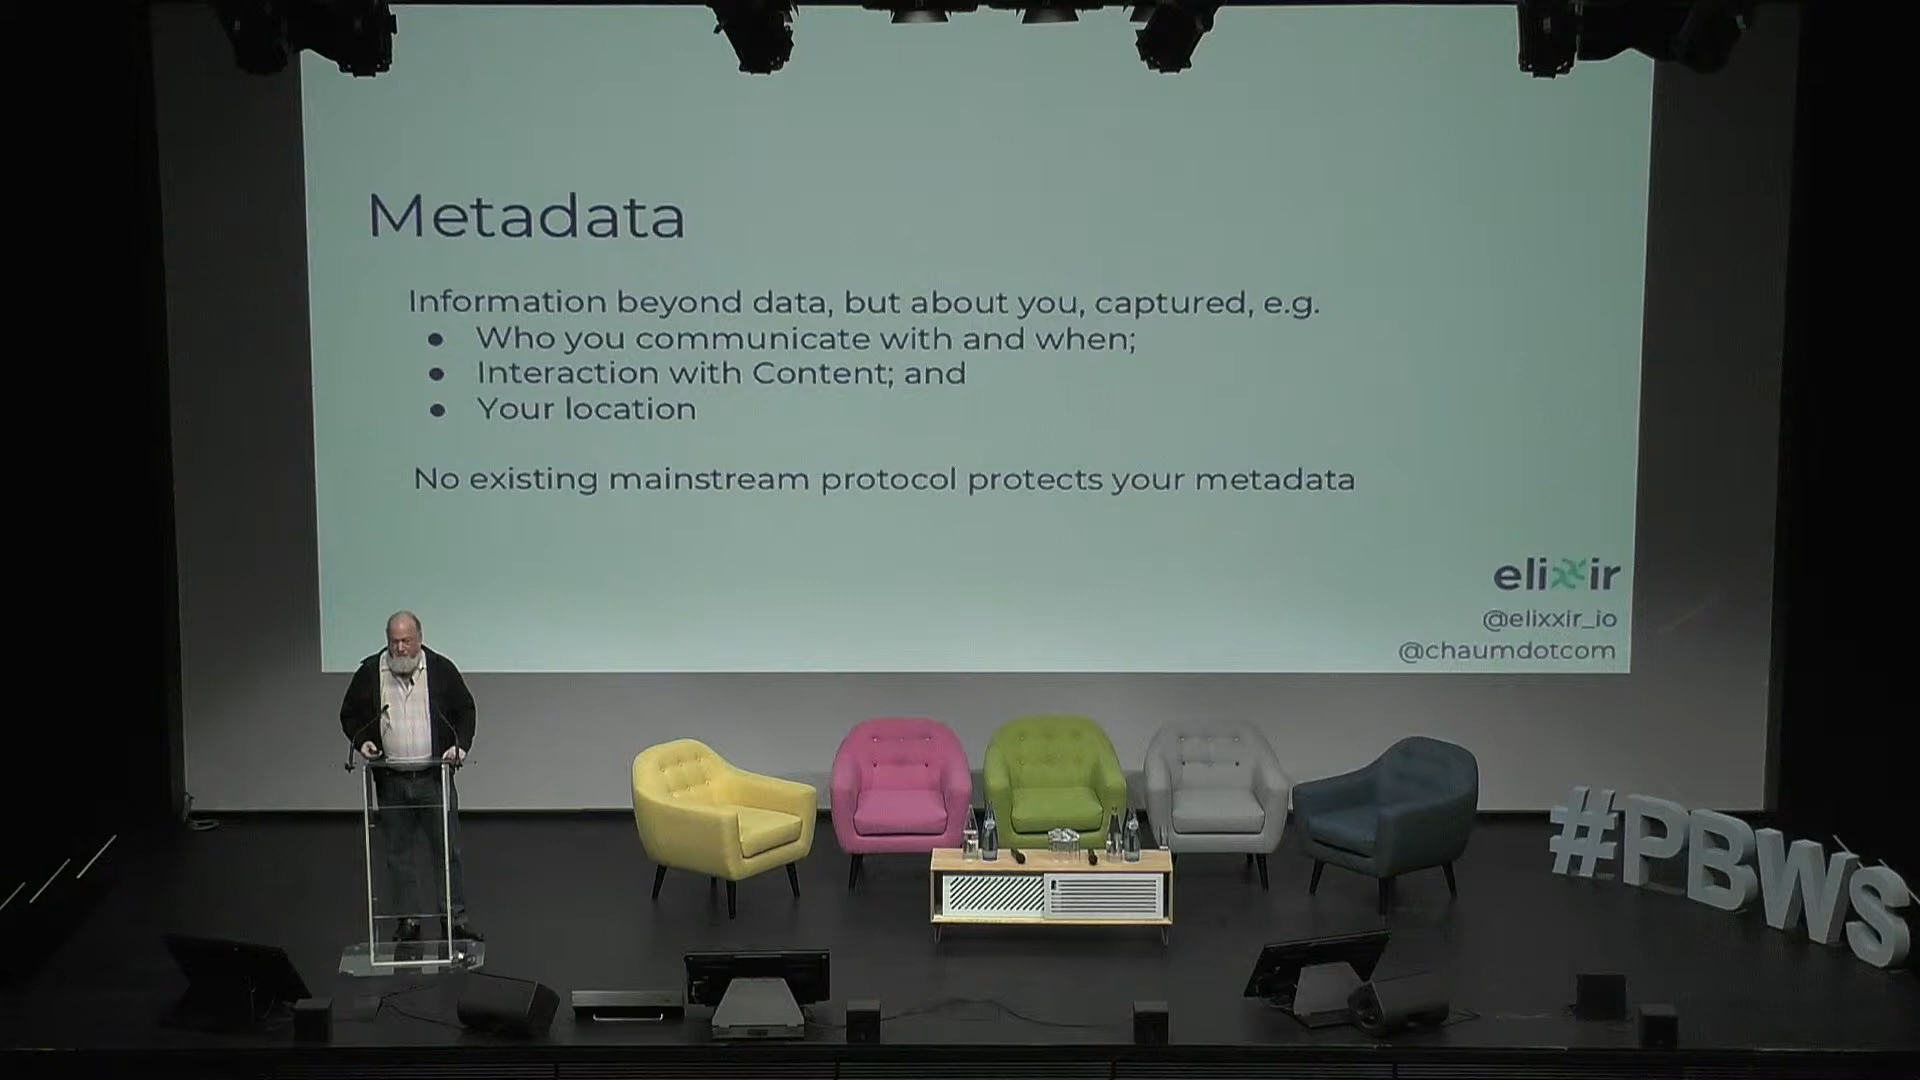 Metadata
Information beyond data, but about you, captured, e.g.
● Who you communicate with and when;
● Interaction with Content; and
● Your location
No existing mainstream protocol protects your metadata
elixxir
@elixxir_io
@chaumdotcom
#PBWS